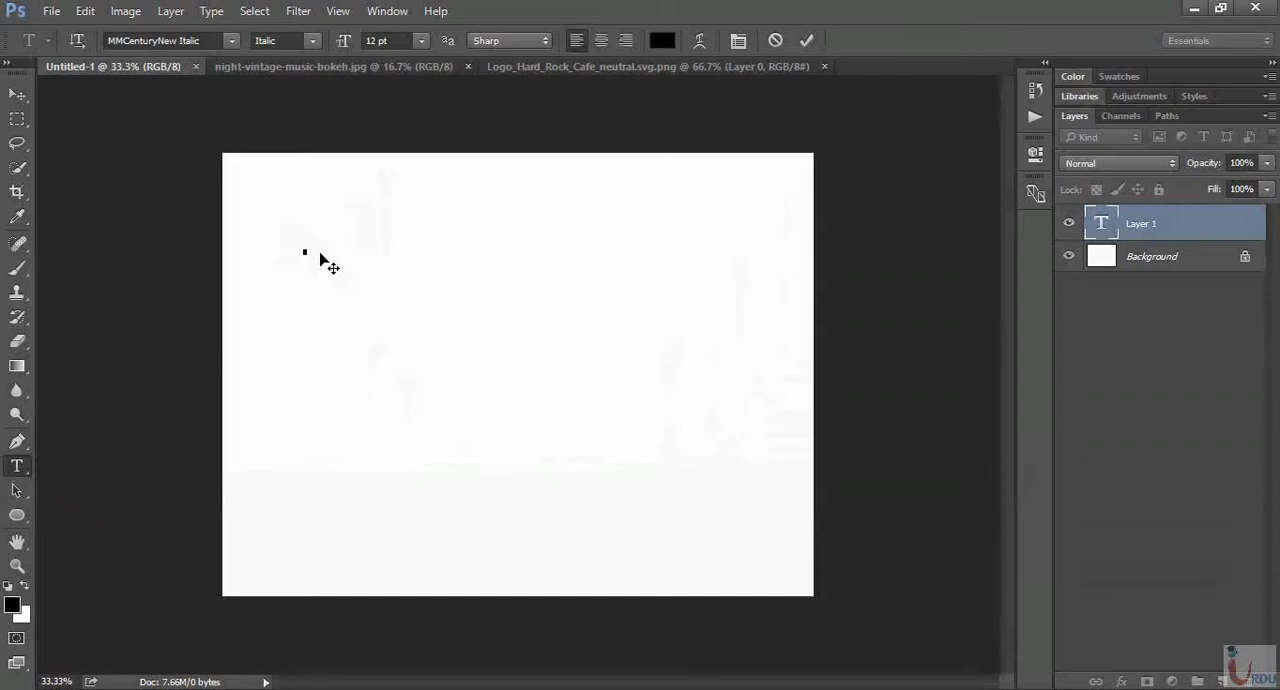 Ps File Edit Image Layer Type Select Filter View Window Help
T MMCenturyNew Italic Italic 12 pt aa Sharp Essentials
Untitled-1 @ 33.3% (RGB/8) × night-vintage-music-bokeh.jpg @ 16.7% (RGB/8) × Logo_Hard_Rock_Cafe_neutral.svg.png @ 66.7% (Layer 0, RGB/8#) ×
Color Swatches
Libraries Adjustments Styles
Layers Channels Paths
Kind
Normal Opacity: 100%
Lock: Fill: 100%
T Layer 1
Background
33.33% Doc: 7.66M/0 bytes
URDU